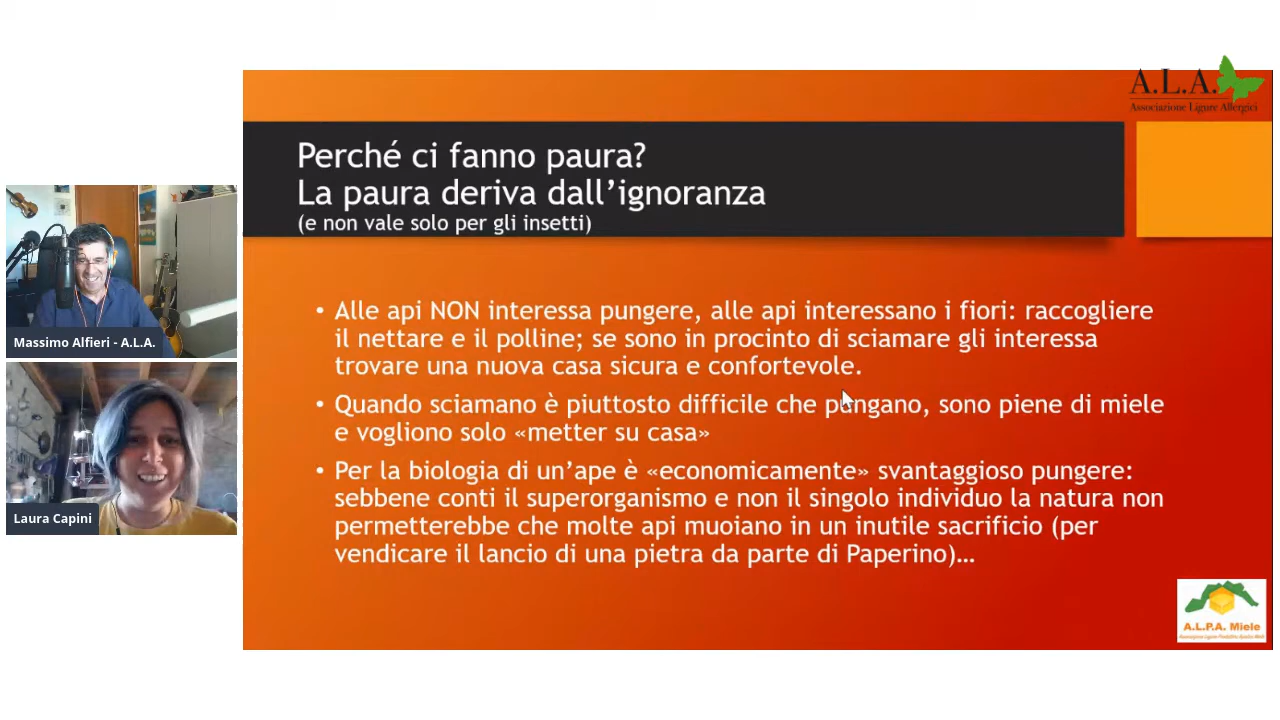 A.L.A.
Associazione Ligure Allergici
Perché ci fanno paura?
La paura deriva dall’ignoranza
(e non vale solo per gli insetti)
• Alle api NON interessa pungere, alle api interessano i fiori: raccogliere
il nettare e il polline; se sono in procinto di sciamare gli interessa
trovare una nuova casa sicura e confortevole.
• Quando sciamano è piuttosto difficile che pungano, sono piene di miele
e vogliono solo «metter su casa»
• Per la biologia di un’ape è «economicamente» svantaggioso pungere:
sebbene conti il superorganismo e non il singolo individuo la natura non
permetterebbe che molte api muoiano in un inutile sacrificio (per
vendicare il lancio di una pietra da parte di Paperino)…
Massimo Alfieri - A.L.A.
Laura Capini
A.L.P.A. Miele